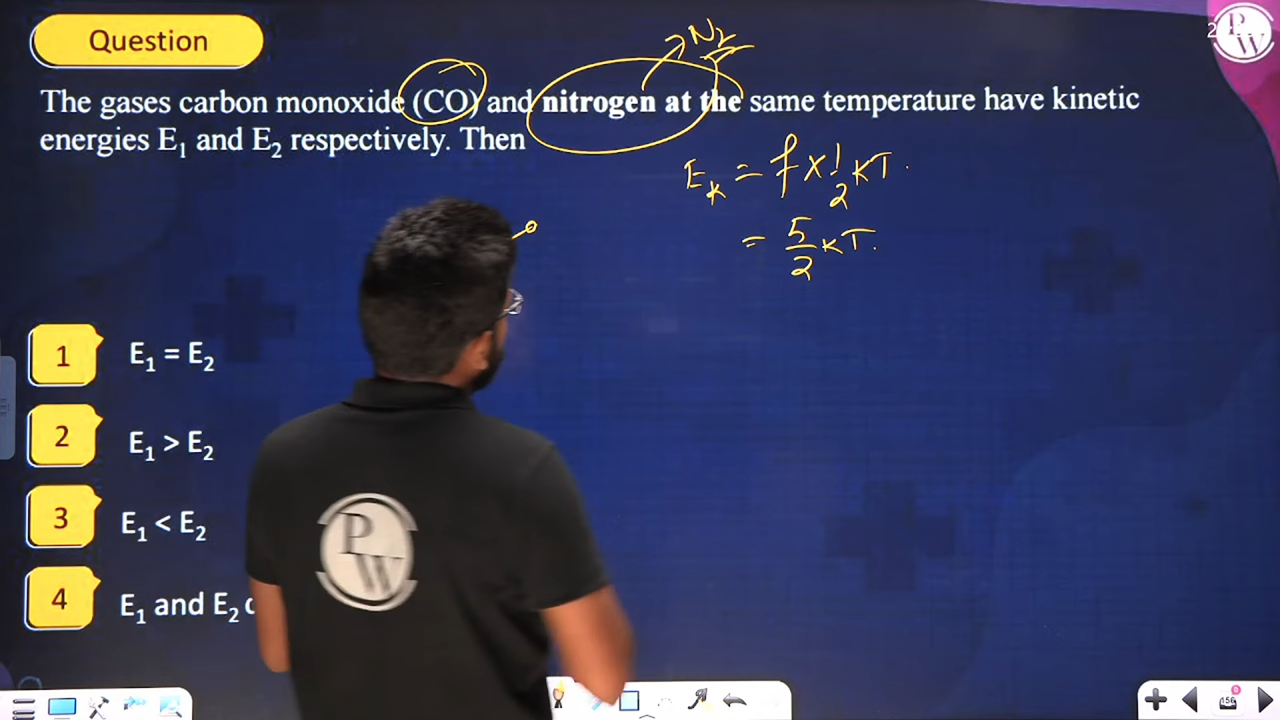 Question
N₂
PW
The gases carbon monoxide (CO) and nitrogen at the same temperature have kinetic
energies E₁ and E₂ respectively. Then
Eₖ = f x 1/2 KT.
= 5/2 KT.
1 E₁ = E₂
2 E₁ > E₂
3 E₁ < E₂
4 E₁ and E₂
PW